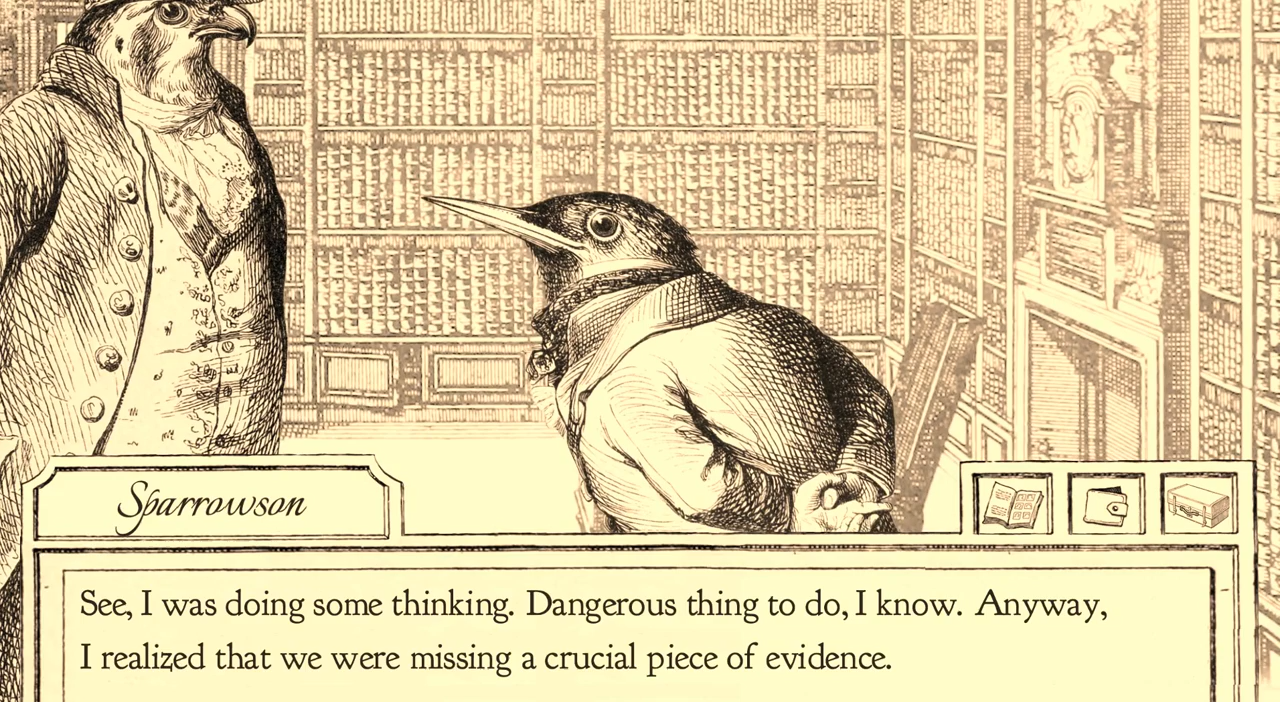 Sparrowson
See, I was doing some thinking. Dangerous thing to do, I know. Anyway,
I realized that we were missing a crucial piece of evidence.